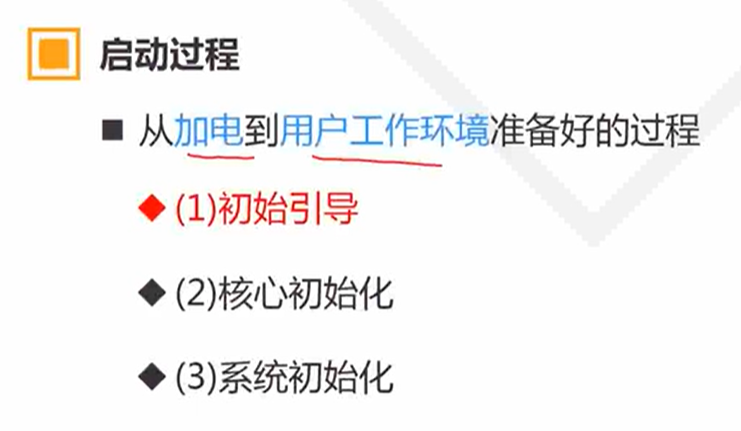 启动过程
从加电到用户工作环境准备好的过程
(1)初始引导
(2)核心初始化
(3)系统初始化